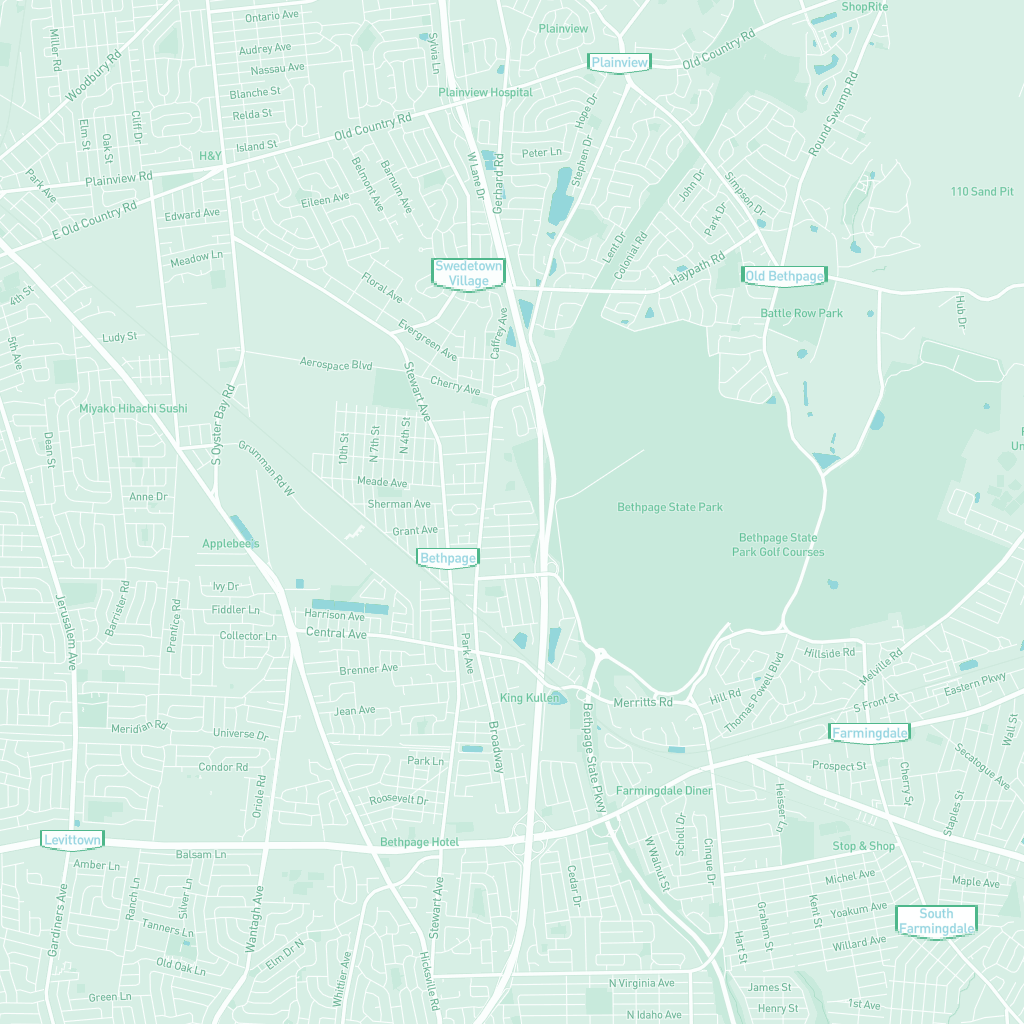 ShopRite
Ontario Ave
Plainview
Miller Rd
Sylvia Ln
Audrey Ave
Old Country Rd
Plainview
Woodbury Rd
Nassau Ave
Blanche St
Plainview Hospital
Relda St
Hope Dr
Round Swamp Rd
Elm St
Cliff Dr
Oak St
Old Country Rd
Island St
H&Y
Peter Ln
Stephen Dr
W Lane Dr
Gerhard Rd
Plainview Rd
Park Ave
Belmont Ave
Barnum Ave
John Dr
Simpson Dr
110 Sand Pit
Eileen Ave
Edward Ave
E Old Country Rd
Park Dr
Meadow Ln
Lent Dr
Colonial Rd
Swedetown
Village
Haypath Rd
Old Bethpage
4th St
Floral Ave
Hub Dr
Battle Row Park
5th Ave
Ludy St
Evergreen Ave
Caffrey Ave
Aerospace Blvd
Cherry Ave
Stewart Ave
S Oyster Bay Rd
Miyako Hibachi Sushi
10th St
N 7th St
N 4th St
Dean St
Grumman Rd W
Meade Ave
Anne Dr
Sherman Ave
Bethpage State Park
Grant Ave
Applebee's
Bethpage State
Park Golf Courses
Bethpage
Ivy Dr
Barrister Rd
Fiddler Ln
Harrison Ave
Prentice Rd
Jerusalem Ave
Collector Ln
Central Ave
Park Ave
Hillside Rd
Brenner Ave
Melville Rd
Thomas Powell Blvd
Eastern Pkwy
Hill Rd
King Kullen
Merritts Rd
S Front St
Jean Ave
Bethpage State Pkwy
Meridian Rd
Universe Dr
Broadway
Farmingdale
Wall St
Secatogue Ave
Condor Rd
Park Ln
Prospect St
Oriole Rd
Cherry St
Roosevelt Dr
Farmingdale Diner
Heisser Ln
Staples St
Scholl Dr
Levittown
Bethpage Hotel
Stop & Shop
Balsam Ln
W Walnut St
Cinque Dr
Amber Ln
Cedar Dr
Michel Ave
Maple Ave
Ranch Ln
Silver Ln
Gardiners Ave
Wantagh Ave
Stewart Ave
Kent St
Graham St
Yoakum Ave
South
Farmingdale
Tanners Ln
Elm Dr N
Hart St
Willard Ave
Old Oak Ln
Whittier Ave
Hicksville Rd
N Virginia Ave
James St
Green Ln
Henry St
1st Ave
N Idaho Ave